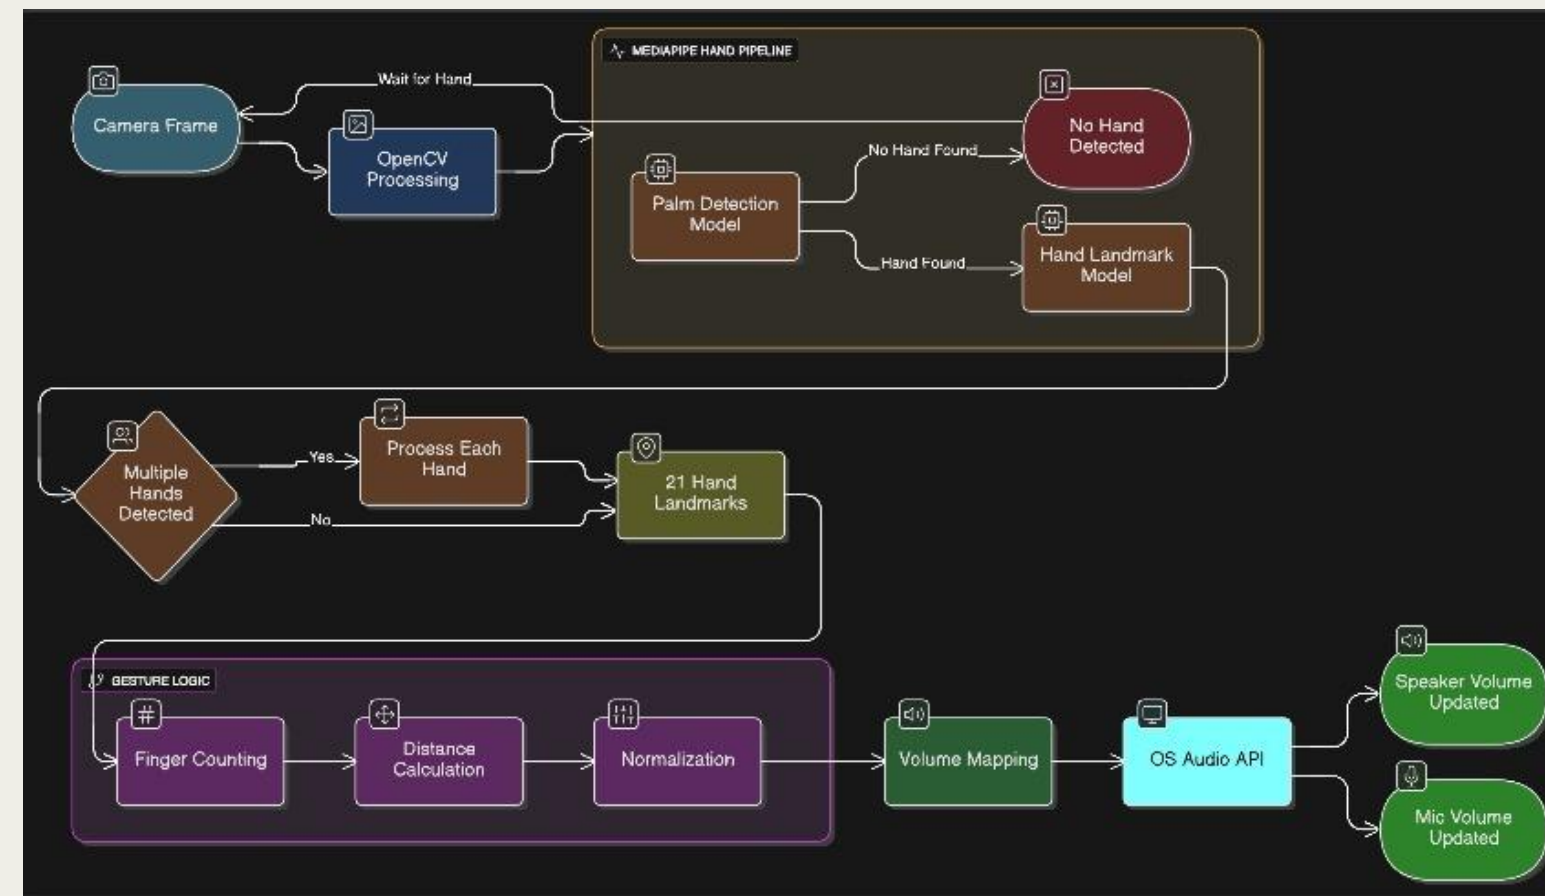 MEDIAPIPE HAND PIPELINE
Wait for Hand
Camera Frame
OpenCV
Processing
No Hand
Detected
No Hand Found
Palm Detection
Model
Hand Found
Hand Landmark
Model
Multiple
Hands
Detected
Yes
Process Each
Hand
No
21 Hand
Landmarks
GESTURE LOGIC
Finger Counting
Distance
Calculation
Normalization
Volume Mapping
OS Audio API
Speaker Volume
Updated
Mic Volume
Updated